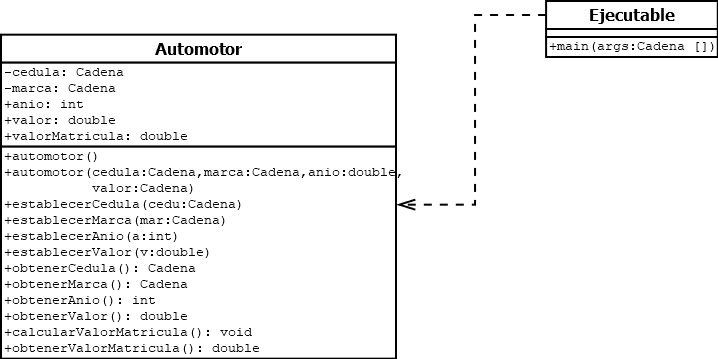 Ejecutable
+main(args:Cadena [])
Automotor
-cedula: Cadena
-marca: Cadena
+anio: int
+valor: double
+valorMatricula: double
+automotor()
+automotor(cedula:Cadena,marca:Cadena,anio:double,
valor:Cadena)
+establecerCedula(cedu:Cadena)
+establecerMarca(mar:Cadena)
+establecerAnio(a:int)
+establecerValor(v:double)
+obtenerCedula(): Cadena
+obtenerMarca(): Cadena
+obtenerAnio(): int
+obtenerValor(): double
+calcularValorMatricula(): void
+obtenerValorMatricula(): double